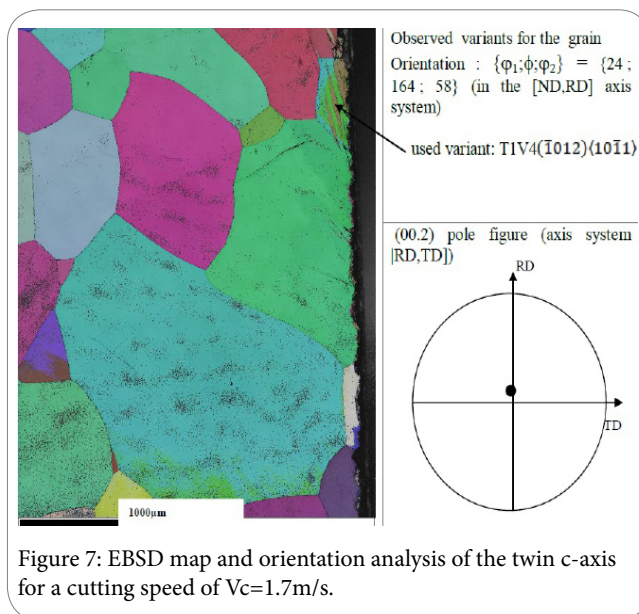 Observed variants for the grain
Orientation : {φ₁;ϕ;φ₂} = {24 ;
164 ; 58} (in the [ND,RD] axis
system)
used variant: T1V4(1̄012)⟨101̄1⟩
(00.2) pole figure (axis system
|RD,TD])
RD
TD
1000μm
Figure 7: EBSD map and orientation analysis of the twin c-axis
for a cutting speed of Vc=1.7m/s.